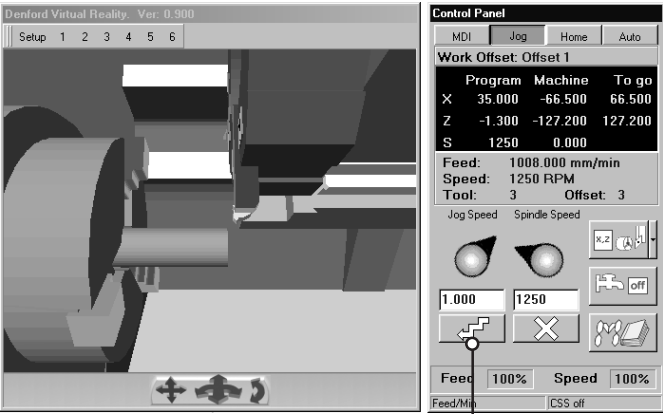 Denford Virtual Reality. Ver: 0.900
Setup 1 2 3 4 5 6
Control Panel
MDI Jog Home Auto
Work Offset: Offset 1
Program Machine To go
X 35.000 -66.500 66.500
Z -1.300 -127.200 127.200
S 1250 0.000
Feed: 1008.000 mm/min
Speed: 1250 RPM
Tool: 3 Offset: 3
Jog Speed Spindle Speed
x,z
off
1.000 1250
Feed 100% Speed 100%
Feed/Min CSS off